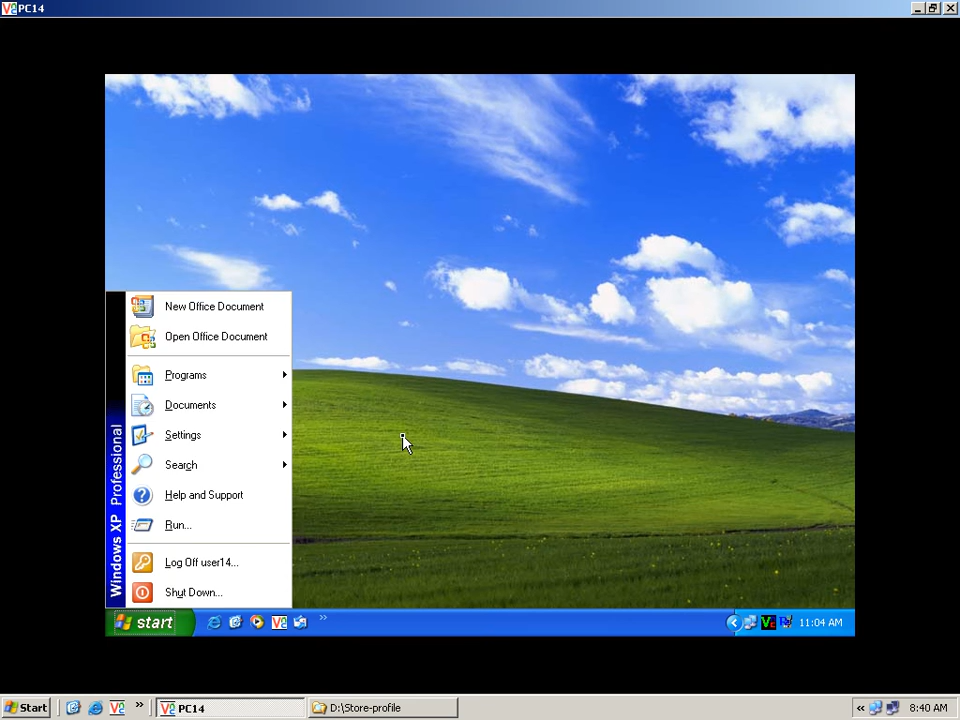 PC14
New Office Document
Open Office Document
Programs
Documents
Settings
Search
Help and Support
Run...
Log Off user14...
Shut Down...
Windows XP Professional
start
11:04 AM
Start
PC14
D:\Store-profile
8:40 AM